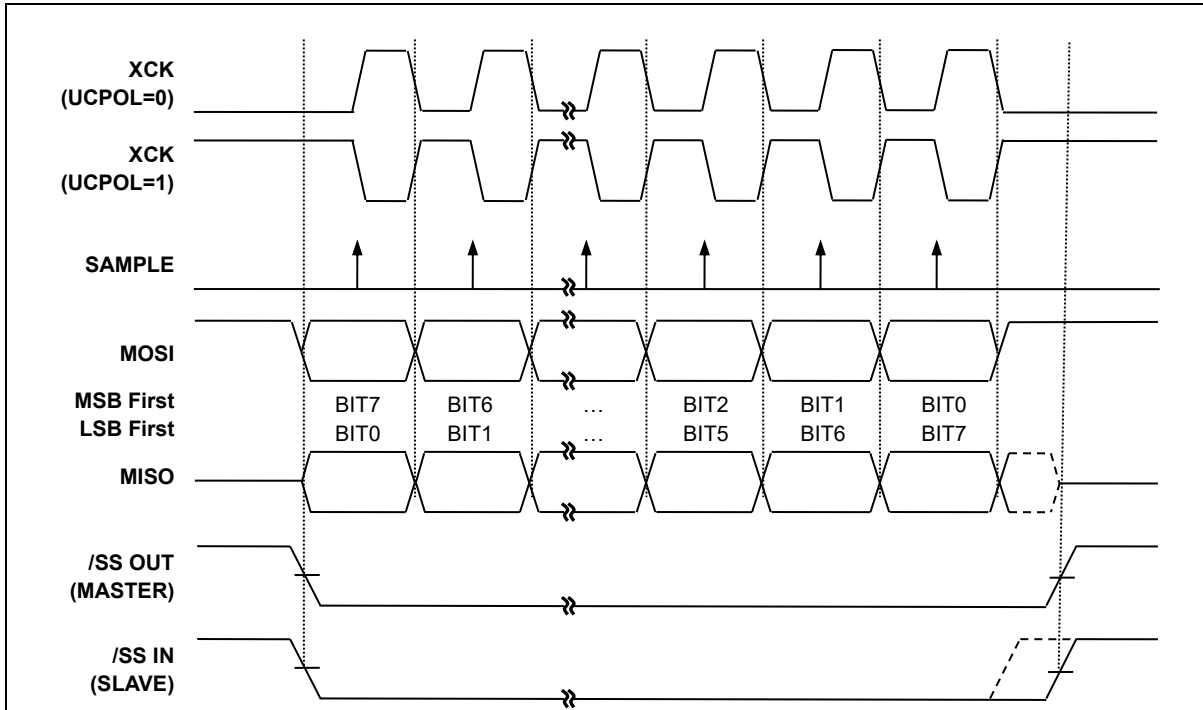 XCK
(UCPOL=0)
XCK
(UCPOL=1)
SAMPLE
MOSI
MSB First BIT7 BIT6 … BIT2 BIT1 BIT0
LSB First BIT0 BIT1 … BIT5 BIT6 BIT7
MISO
/SS OUT
(MASTER)
/SS IN
(SLAVE)